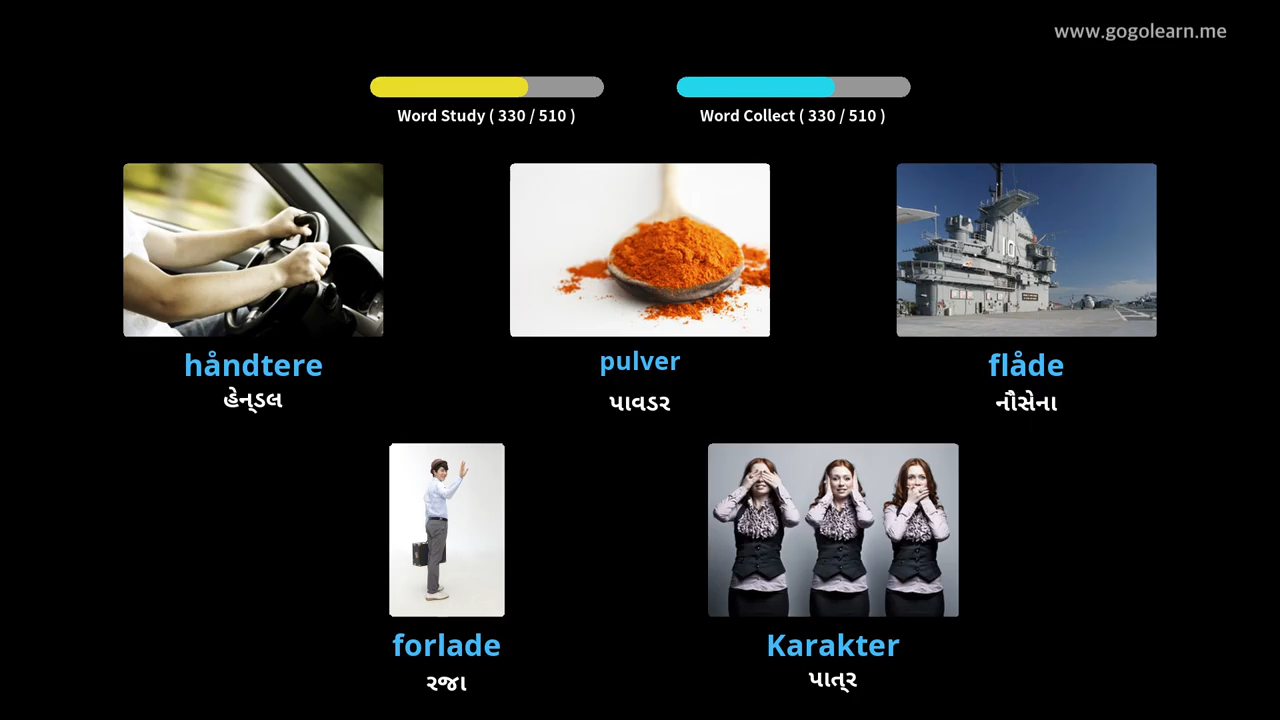 www.gogolearn.me
Word Study ( 330 / 510 )
Word Collect ( 330 / 510 )
håndtere
હેન્ડલ
pulver
પાવડર
flåde
નૌસેના
forlade
રજા
Karakter
પાત્ર